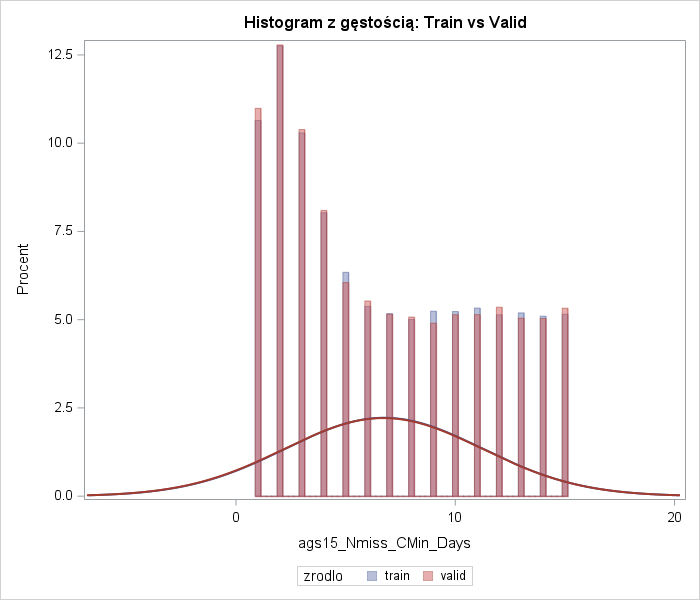 Histogram z gęstością: Train vs Valid
12.5
10.0
7.5
5.0
2.5
0.0
Procent
0 10 20
ags15_Nmiss_CMin_Days
zrodlo train valid